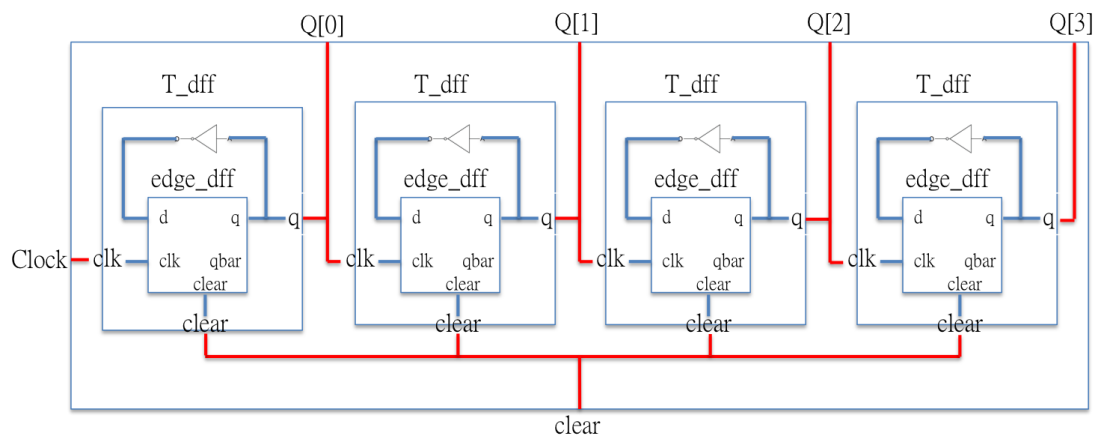 Q[0] Q[1] Q[2] Q[3]
T_dff T_dff T_dff T_dff
edge_dff edge_dff edge_dff edge_dff
d q q d q q d q q d q q
Clock clk clk qbar clk clk qbar clk clk qbar clk clk qbar
clear clear clear clear
clear clear clear clear
clear